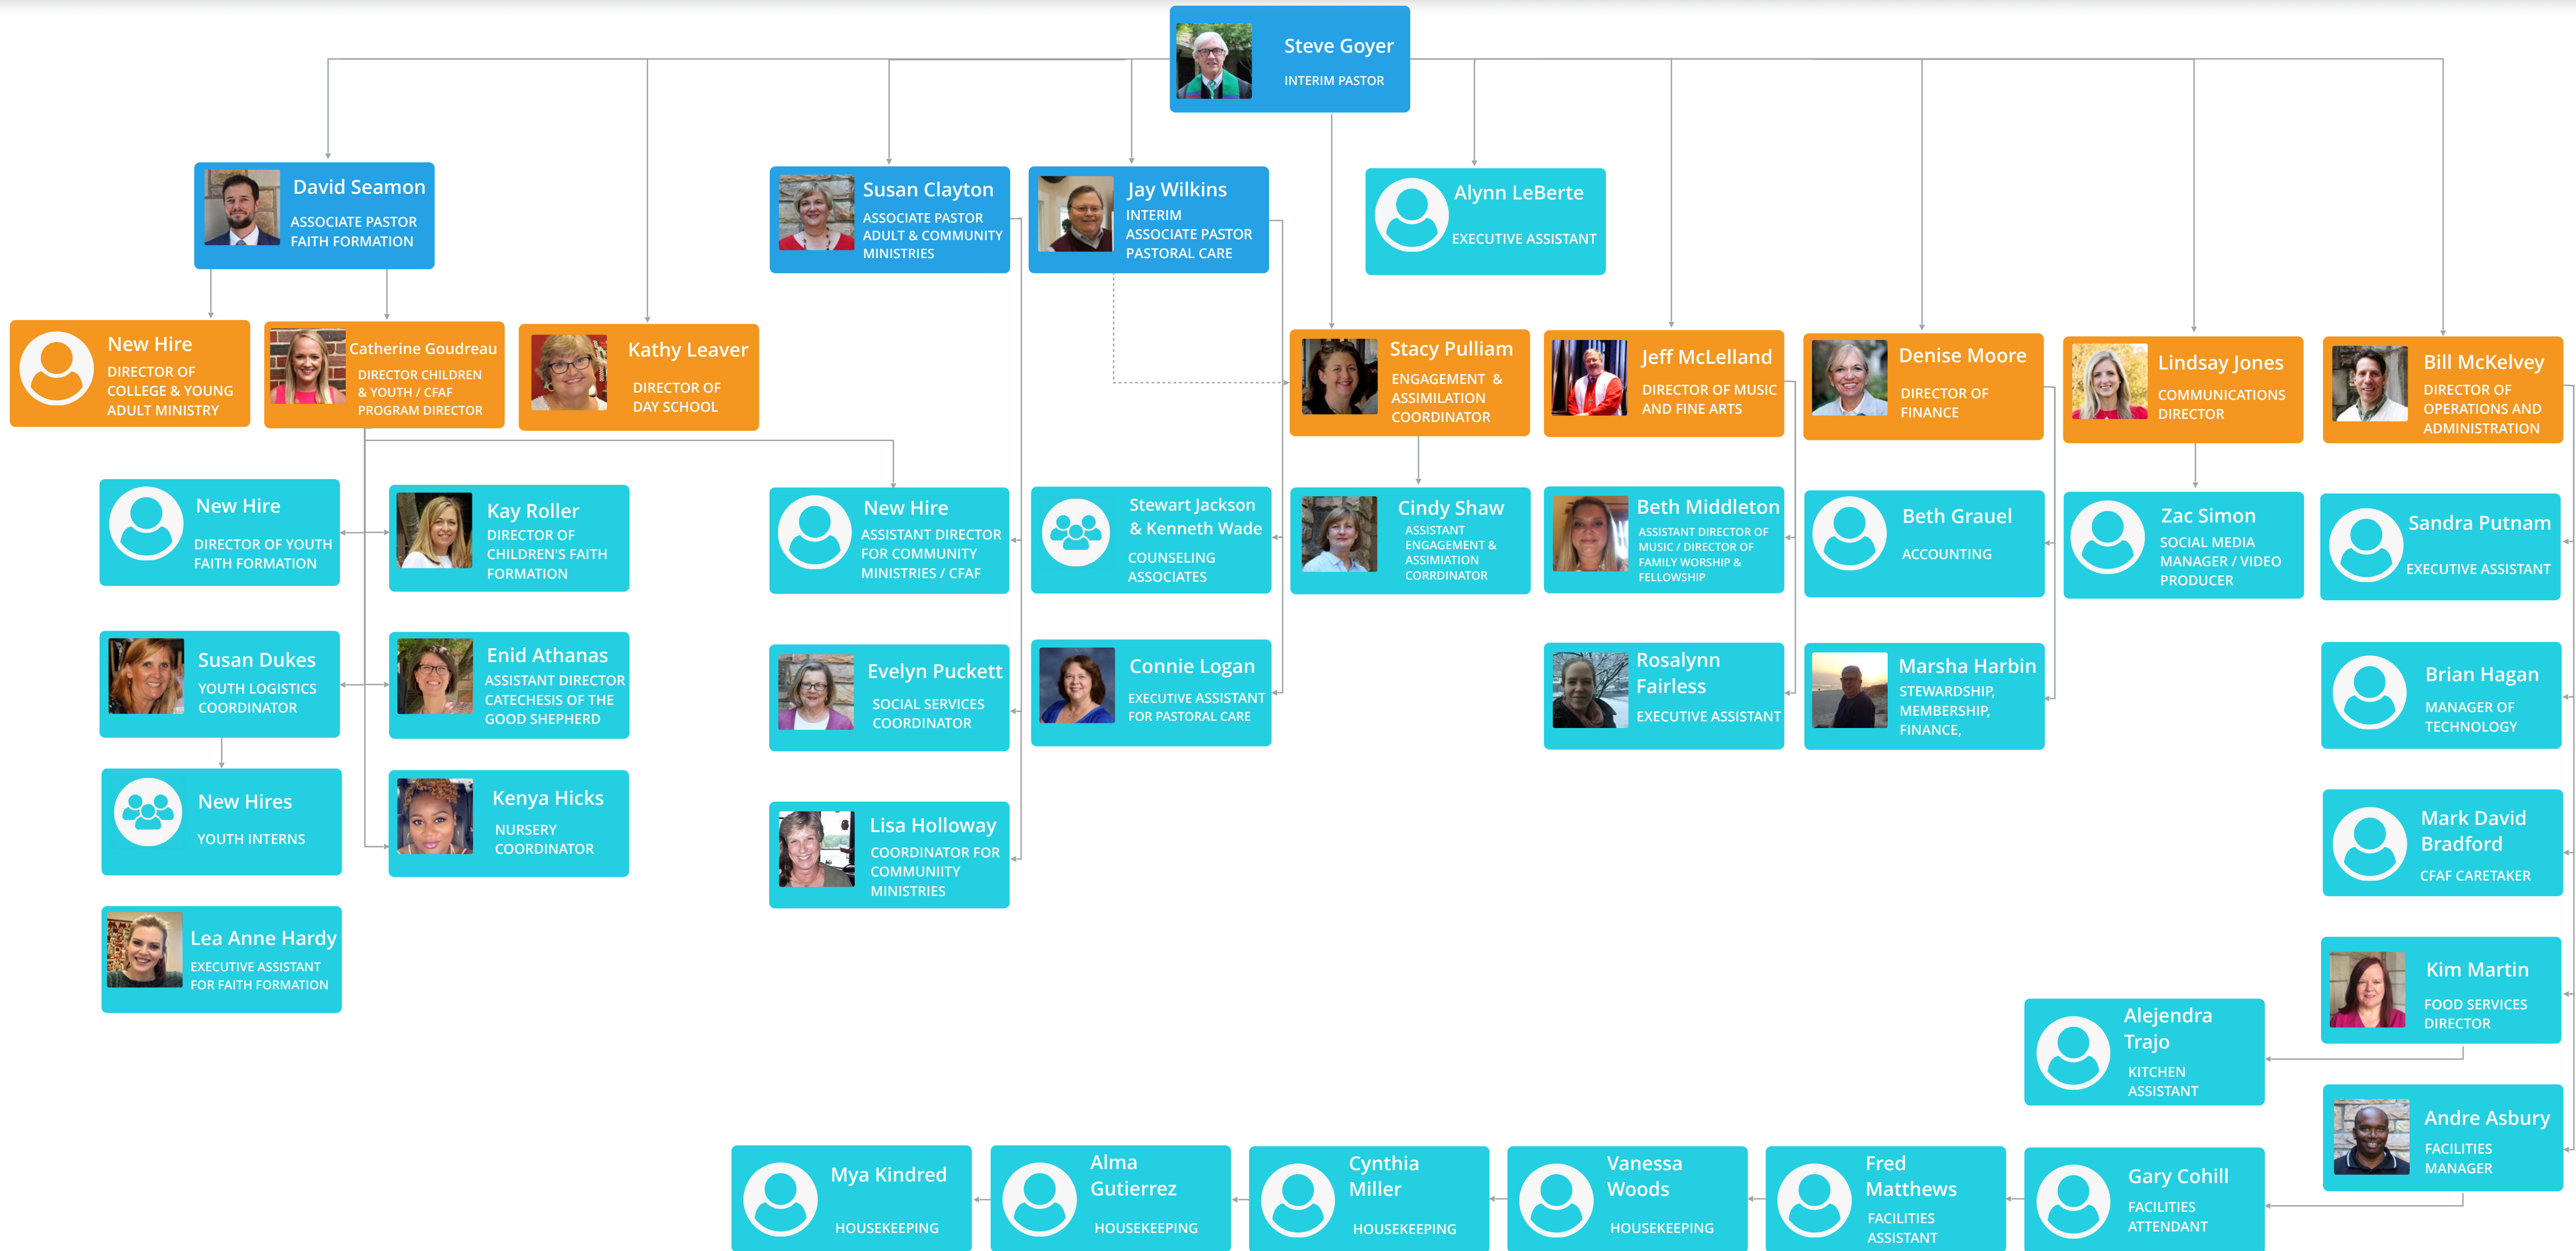 Steve Goyer
INTERIM PASTOR
David Seamon
ASSOCIATE PASTOR
FAITH FORMATION
Susan Clayton
ASSOCIATE PASTOR
ADULT & COMMUNITY
MINISTRIES
Jay Wilkins
INTERIM
ASSOCIATE PASTOR
PASTORAL CARE
Alynn LeBerte
EXECUTIVE ASSISTANT
New Hire
DIRECTOR OF
COLLEGE & YOUNG
ADULT MINISTRY
Catherine Goudreau
DIRECTOR CHILDREN
& YOUTH / CFAF
PROGRAM DIRECTOR
Kathy Leaver
DIRECTOR OF
DAY SCHOOL
Stacy Pulliam
ENGAGEMENT &
ASSIMILATION
COORDINATOR
Jeff McLelland
DIRECTOR OF MUSIC
AND FINE ARTS
Denise Moore
DIRECTOR OF
FINANCE
Lindsay Jones
COMMUNICATIONS
DIRECTOR
Bill McKelvey
DIRECTOR OF
OPERATIONS AND
ADMINISTRATION
New Hire
DIRECTOR OF YOUTH
FAITH FORMATION
Kay Roller
DIRECTOR OF
CHILDREN'S FAITH
FORMATION
New Hire
ASSISTANT DIRECTOR
FOR COMMUNITY
MINISTRIES / CFAF
Stewart Jackson
& Kenneth Wade
COUNSELING
ASSOCIATES
Cindy Shaw
ASSISTANT
ENGAGEMENT &
ASSIMIATION
CORRDINATOR
Beth Middleton
ASSISTANT DIRECTOR OF
MUSIC / DIRECTOR OF
FAMILY WORSHIP &
FELLOWSHIP
Beth Grauel
ACCOUNTING
Zac Simon
SOCIAL MEDIA
MANAGER / VIDEO
PRODUCER
Sandra Putnam
EXECUTIVE ASSISTANT
Susan Dukes
YOUTH LOGISTICS
COORDINATOR
Enid Athanas
ASSISTANT DIRECTOR
CATECHESIS OF THE
GOOD SHEPHERD
Evelyn Puckett
SOCIAL SERVICES
COORDINATOR
Connie Logan
EXECUTIVE ASSISTANT
FOR PASTORAL CARE
Rosalynn
Fairless
EXECUTIVE ASSISTANT
Marsha Harbin
STEWARDSHIP,
MEMBERSHIP,
FINANCE,
Brian Hagan
MANAGER OF
TECHNOLOGY
New Hires
YOUTH INTERNS
Kenya Hicks
NURSERY
COORDINATOR
Lisa Holloway
COORDINATOR FOR
COMMUNIITY
MINISTRIES
Mark David
Bradford
CFAF CARETAKER
Lea Anne Hardy
EXECUTIVE ASSISTANT
FOR FAITH FORMATION
Kim Martin
FOOD SERVICES
DIRECTOR
Alejendra
Trajo
KITCHEN
ASSISTANT
Andre Asbury
FACILITIES
MANAGER
Mya Kindred
HOUSEKEEPING
Alma
Gutierrez
HOUSEKEEPING
Cynthia
Miller
HOUSEKEEPING
Vanessa
Woods
HOUSEKEEPING
Fred
Matthews
FACILITIES
ASSISTANT
Gary Cohill
FACILITIES
ATTENDANT